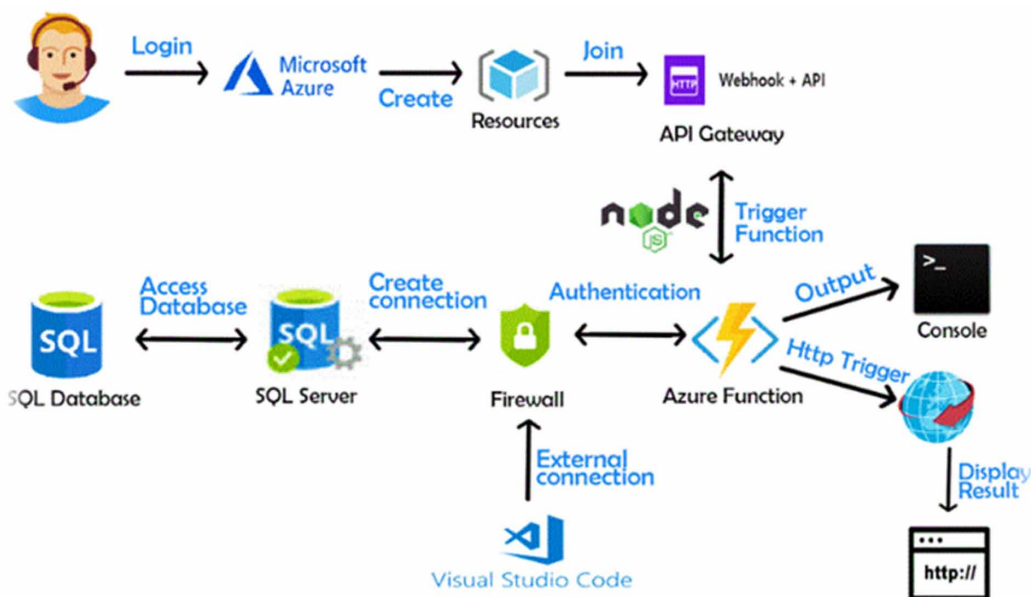 Login
Microsoft
Azure
Create
Resources
Join
HTTP
Webhook + API
API Gateway
node
JS
Trigger
Function
Access
Database
Create
connection
Authentication
Output
>_
Console
SQL
SQL Database
SQL
SQL Server
Firewall
Azure Function
Http Trigger
External
connection
Display
Result
Visual Studio Code
http://